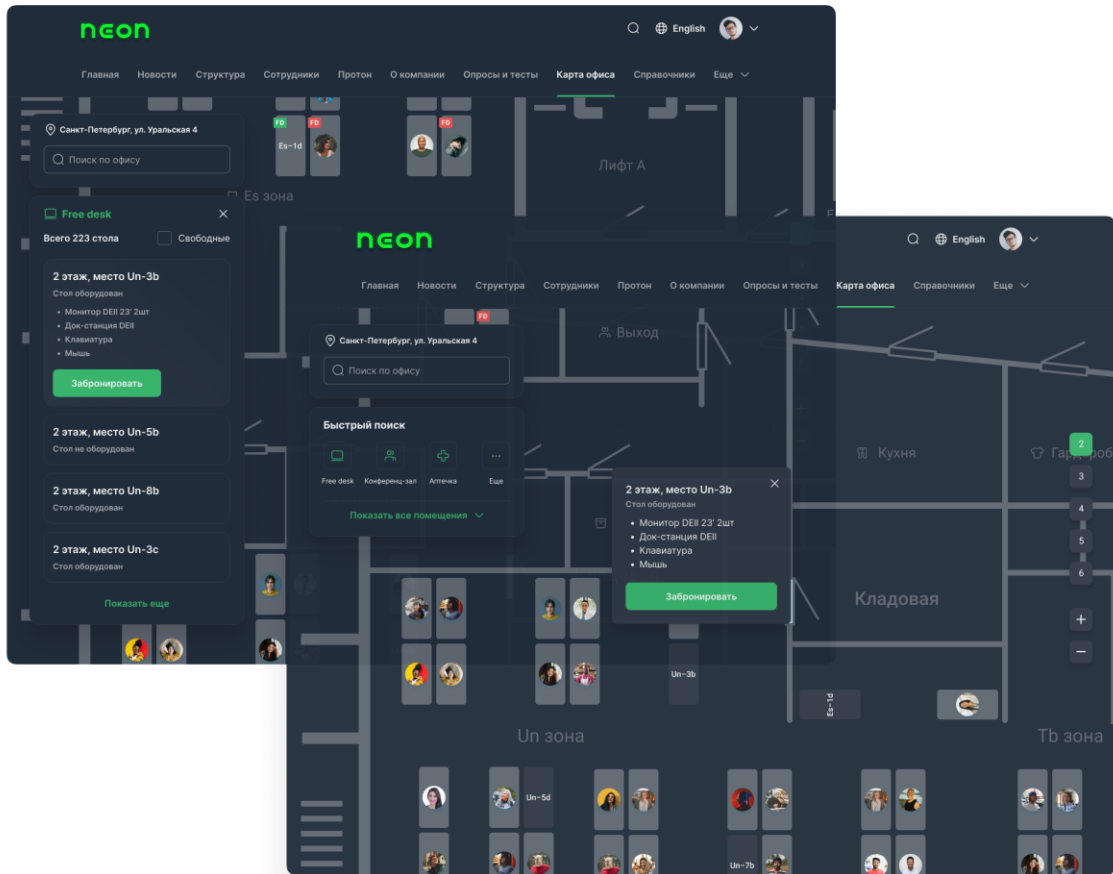 neon
English
Главная Новости Структура Сотрудники Протон О компании Опросы и тесты Карта офиса Справочники Еще
Санкт-Петербург, ул. Уральская 4
Поиск по офису
FD FD FD
Es-1d
Лифт А
Es зона
Free desk
Всего 223 стола Свободные
2 этаж, место Un-3b
Стол оборудован
• Монитор DEll 23' 2шт
• Док-станция DEll
• Клавиатура
• Мышь
Забронировать
2 этаж, место Un-5b
Стол не оборудован
2 этаж, место Un-8b
Стол оборудован
2 этаж, место Un-3c
Стол оборудован
Показать еще
neon
English
Главная Новости Структура Сотрудники Протон О компании Опросы и тесты Карта офиса Справочники Еще
FD
Выход
Санкт-Петербург, ул. Уральская 4
Поиск по офису
Быстрый поиск
Free desk Конференц-зал Аптечка Еще
Показать все помещения
Кухня
2 этаж, место Un-3b
Стол оборудован
• Монитор DEll 23' 2шт
• Док-станция DEll
• Клавиатура
• Мышь
Забронировать
2
3
4
5
6
+
−
Кладовая
Un-3b
Es-1d
Un зона
Tb зона
Un-5d
Un-7b